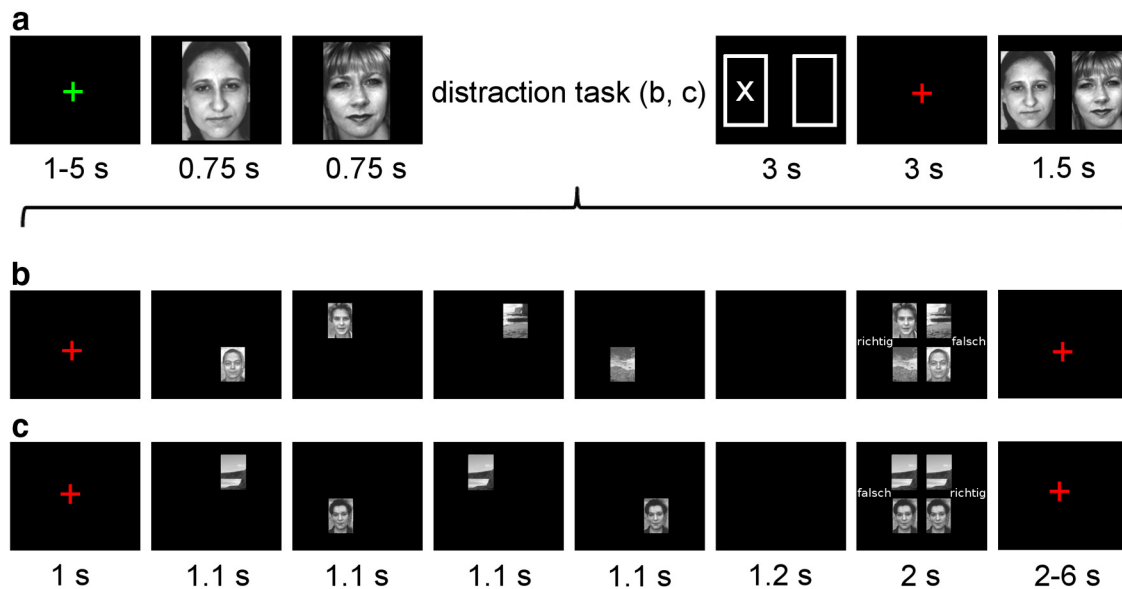 a
distraction task (b, c)
X
1-5 s 0.75 s 0.75 s 3 s 3 s 1.5 s
b
richtig falsch
c
falsch richtig
1 s 1.1 s 1.1 s 1.1 s 1.1 s 1.2 s 2 s 2-6 s